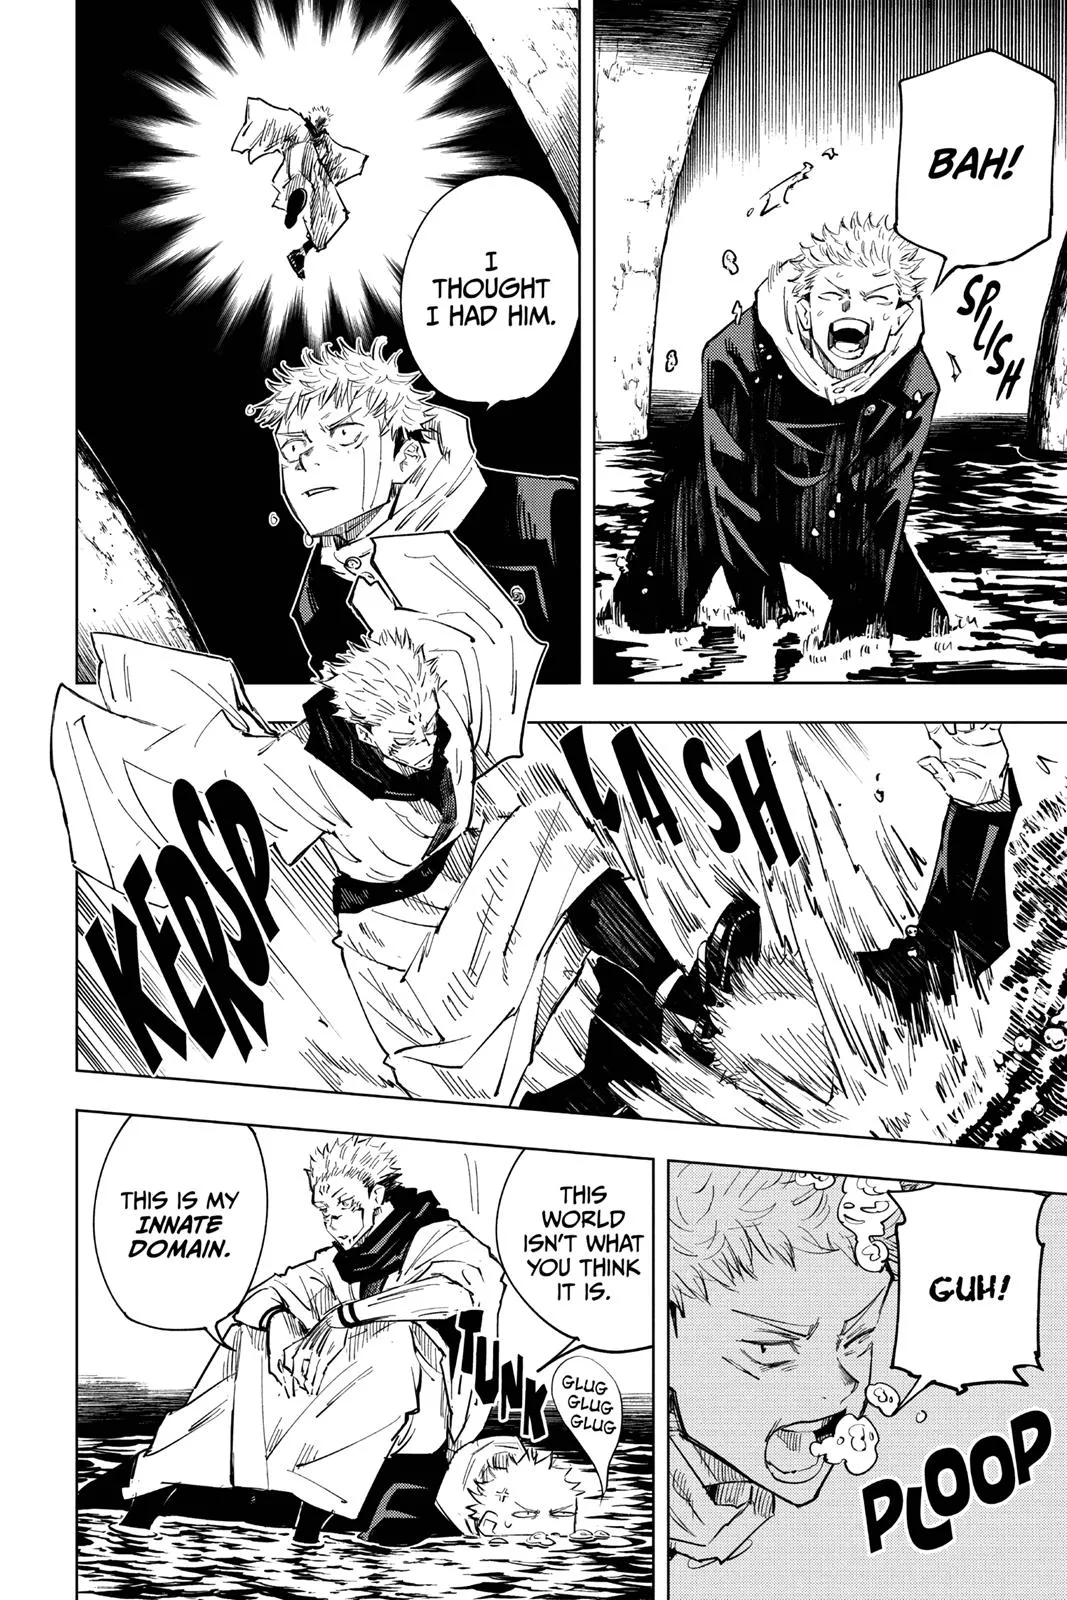 BAH!
SPLISH
I
THOUGHT
I HAD HIM.
LASH
KERSP
GUH!
PLOOP
THIS
WORLD
ISN'T WHAT
YOU THINK
IT IS.
GLUG
GLUG
GLUG
TUNK
THIS IS MY
INNATE
DOMAIN.